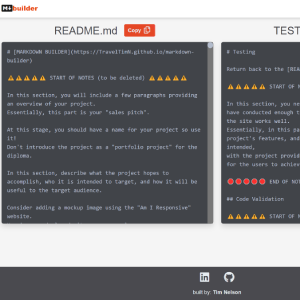 M↓builder
README.md
Copy
# [MARKDOWN BUILDER](https://TravelTimN.github.io/markdown-
builder)
⚠️⚠️⚠️⚠️⚠️ START OF NOTES (to be deleted) ⚠️⚠️⚠️⚠️⚠️
In this section, you will include a few paragraphs providing
an overview of your project.
Essentially, this part is your "sales pitch".
At this stage, you should have a name for your project so use
it!
Don't introduce the project as a "portfolio project" for the
diploma.
In this section, describe what the project hopes to
accomplish, who it is intended to target, and how it will be
useful to the target audience.
Consider adding a mockup image using the "Am I Responsive"
website.
TEST
# Testing
Return back to the [REA
⚠️⚠️⚠️⚠️⚠️ START OF N
In this section, you ne
have conducted enough t
the site works well.
Essentially, in this pa
project's features, and
intended,
with the project provid
for the users to achiev
🛑🛑🛑🛑🛑 END OF NOT
## Code Validation
⚠️⚠️⚠️⚠️⚠️ START OF N
built by: Tim Nelson